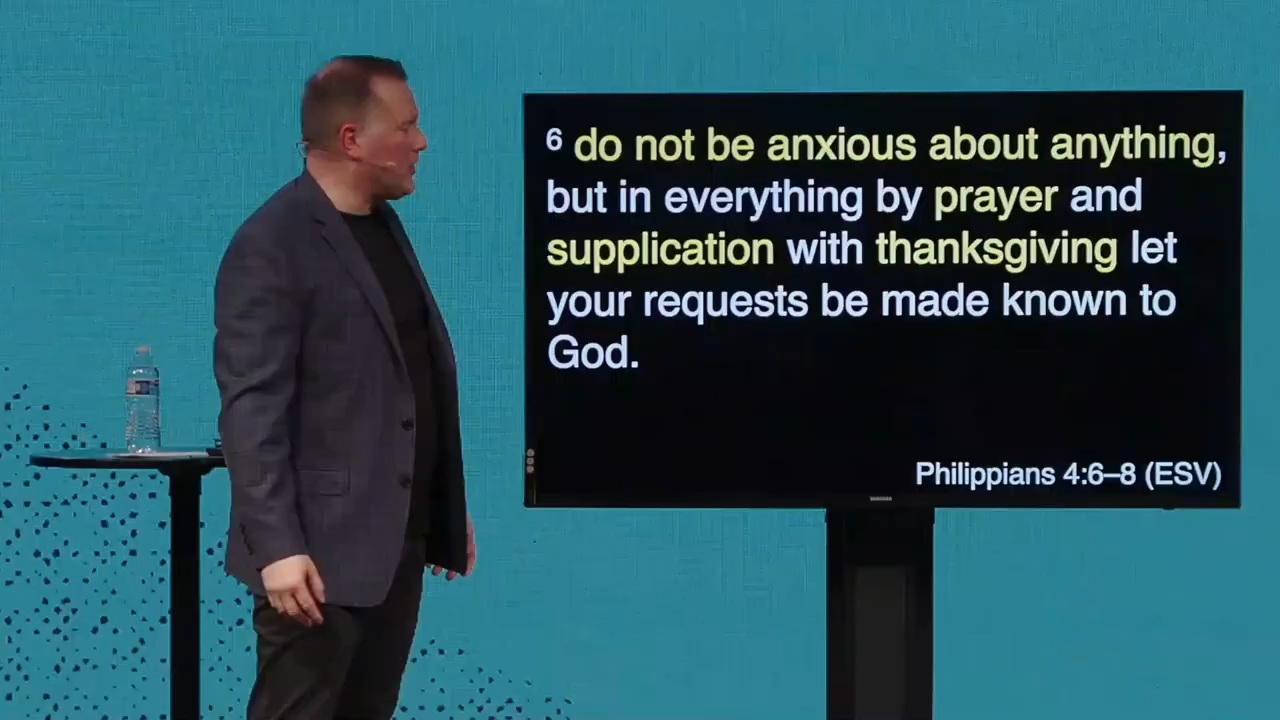 6 do not be anxious about anything,
but in everything by prayer and
supplication with thanksgiving let
your requests be made known to
God.
Philippians 4:6–8 (ESV)
SAMSUNG